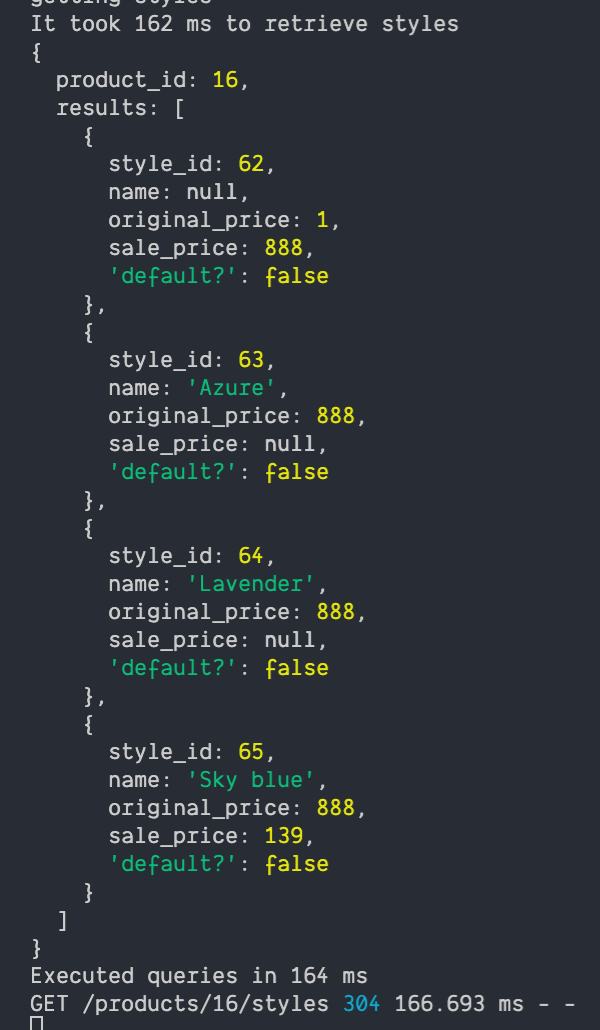 getting styles
It took 162 ms to retrieve styles
{
  product_id: 16,
  results: [
    {
      style_id: 62,
      name: null,
      original_price: 1,
      sale_price: 888,
      'default?': false
    },
    {
      style_id: 63,
      name: 'Azure',
      original_price: 888,
      sale_price: null,
      'default?': false
    },
    {
      style_id: 64,
      name: 'Lavender',
      original_price: 888,
      sale_price: null,
      'default?': false
    },
    {
      style_id: 65,
      name: 'Sky blue',
      original_price: 888,
      sale_price: 139,
      'default?': false
    }
  ]
}
Executed queries in 164 ms
GET /products/16/styles 304 166.693 ms - -